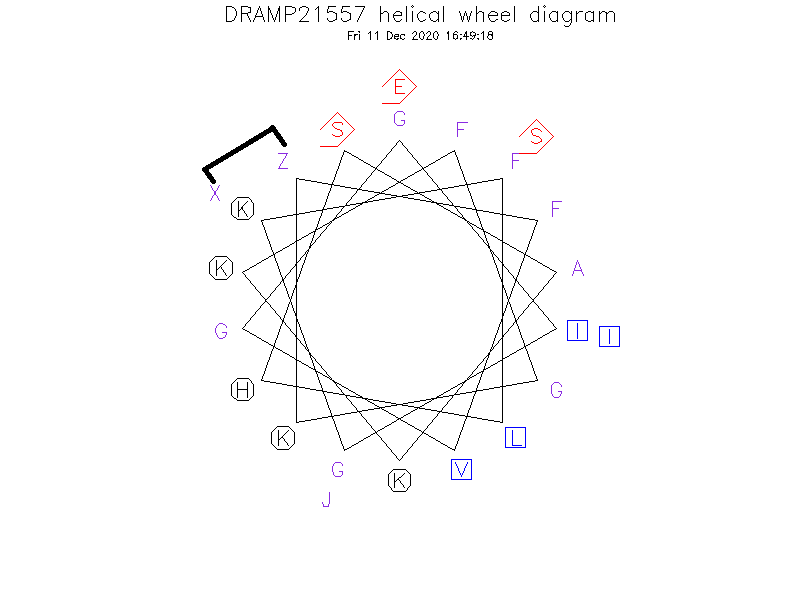 DRAMP21557 helical wheel diagram
Fri 11 Dec 2020 16:49:18
E
S
G
F
S
Z
F
X
K
F
K
A
G
I
I
H
G
K
L
G
V
K
J